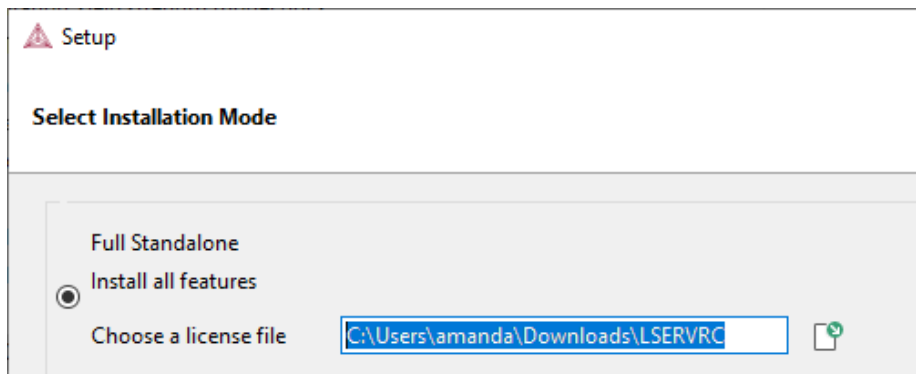 Setup
Select Installation Mode
Full Standalone
Install all features
Choose a license file C:\Users\amanda\Downloads\LSERVRC